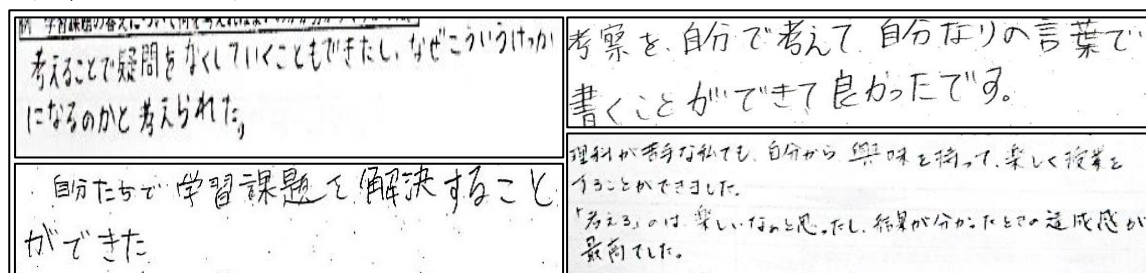 考えることで疑問をなくしていくこともできたし、なぜこういうけっか
になるのかと考えられた。
自分たちで学習課題を解決すること
ができた
考察を、自分で考えて、自分なりの言葉で
書くことができて良かったです。
理科が苦手な私でも、自分から興味を持って、楽しく授業を
することができました。
「考える」のは、楽しいなぁと思ったし、結果が分かったときの達成感が
最高でした。